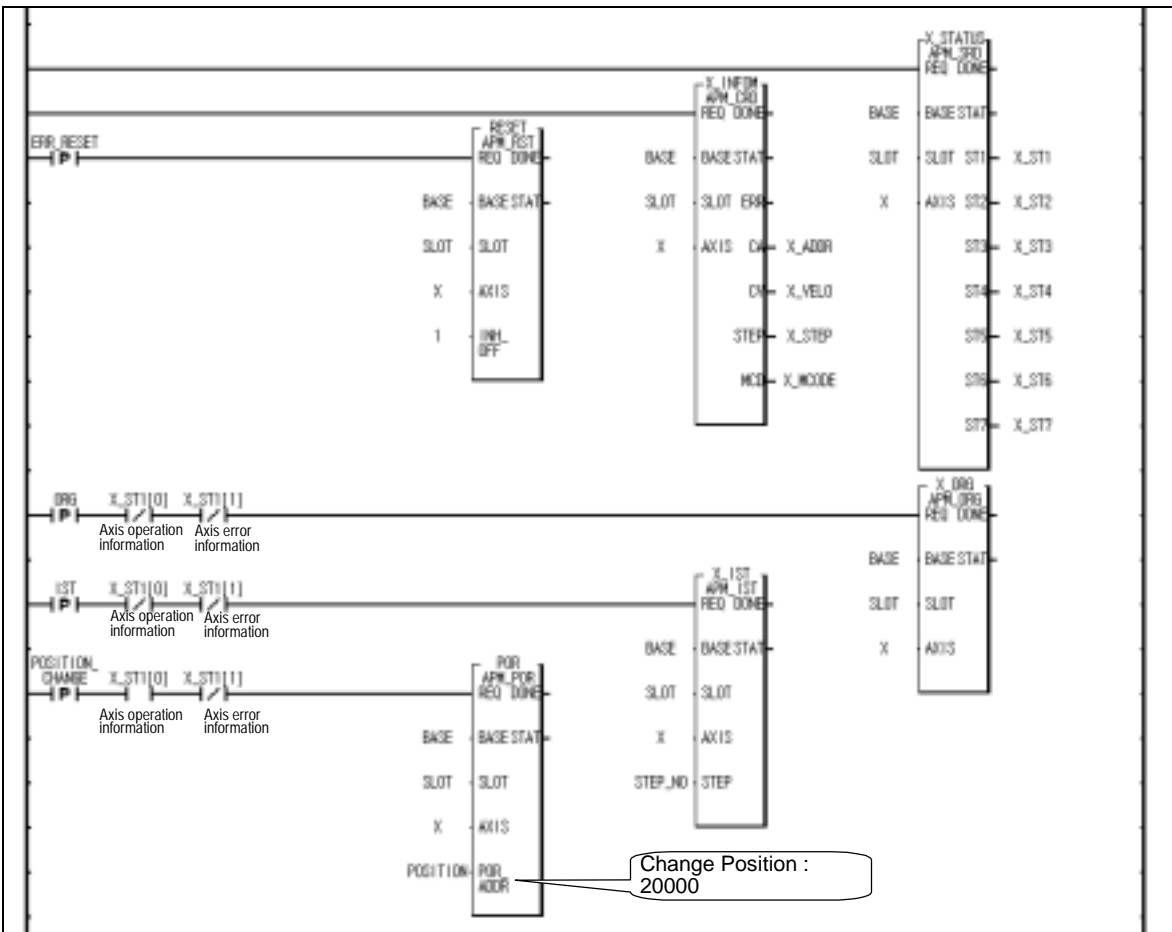 X_STATUS
APM_SRD
REQ DONE
BASE BASE STAT
SLOT SLOT ST1 X_ST1
X AXIS ST2 X_ST2
ST3 X_ST3
ST4 X_ST4
ST5 X_ST5
ST6 X_ST6
ST7 X_ST7
X_INFOM
APM_CRD
REQ DONE
BASE BASE STAT
SLOT SLOT ERR
X AXIS CA X_ADDR
CV X_VELO
STEP X_STEP
MCD X_MCODE
ERR_RESET
P
RESET
APM_RST
REQ DONE
BASE BASE STAT
SLOT SLOT
X AXIS
1 INH_
OFF
ORG X_ST1[0] X_ST1[1]
P
Axis operation
information
Axis error
information
X_ORG
APM_ORG
REQ DONE
BASE BASE STAT
SLOT SLOT
X AXIS
IST X_ST1[0] X_ST1[1]
P
Axis operation
information
Axis error
information
X_IST
APM_IST
REQ DONE
BASE BASE STAT
SLOT SLOT
X AXIS
STEP_NO STEP
POSITION_
CHANGE X_ST1[0] X_ST1[1]
P
Axis operation
information
Axis error
information
POR
APM_POR
REQ DONE
BASE BASE STAT
SLOT SLOT
X AXIS
POSITION POR_
ADDR
Change Position :
20000